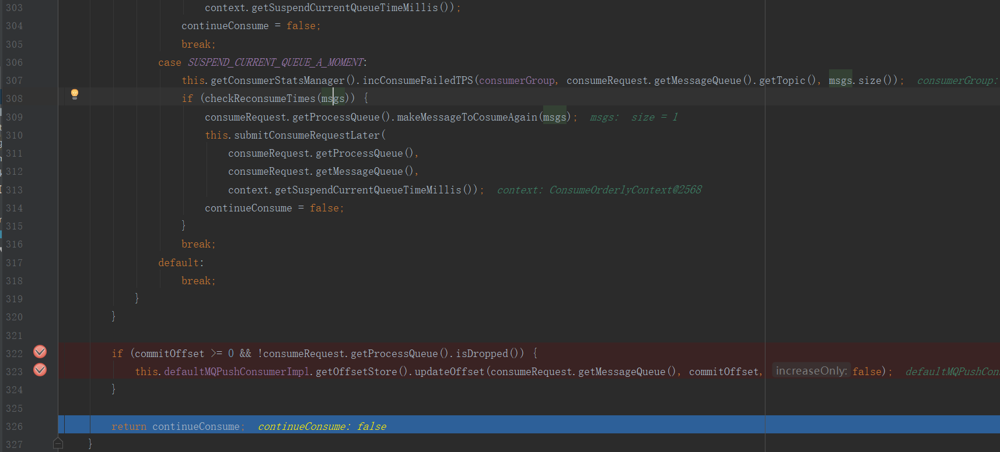 303 context.getSuspendCurrentQueueTimeMillis());
304 continueConsume = false;
305 break;
306 case SUSPEND_CURRENT_QUEUE_A_MOMENT:
307 this.getConsumerStatsManager().incConsumeFailedTPS(consumerGroup, consumeRequest.getMessageQueue().getTopic(), msgs.size()); consumerGroup:
308 if (checkReconsumeTimes(msgs)) {
309 consumeRequest.getProcessQueue().makeMessageToCosumeAgain(msgs); msgs: size = 1
310 this.submitConsumeRequestLater(
311 consumeRequest.getProcessQueue(),
312 consumeRequest.getMessageQueue(),
313 context.getSuspendCurrentQueueTimeMillis()); context: ConsumeOrderlyContext@2568
314 continueConsume = false;
315 }
316 break;
317 default:
318 break;
319 }
320 }
321
322 if (commitOffset >= 0 && !consumeRequest.getProcessQueue().isDropped()) {
323 this.defaultMQPushConsumerImpl.getOffsetStore().updateOffset(consumeRequest.getMessageQueue(), commitOffset, increaseOnly: false); defaultMQPushCon
324 }
325
326 return continueConsume; continueConsume: false
327 }